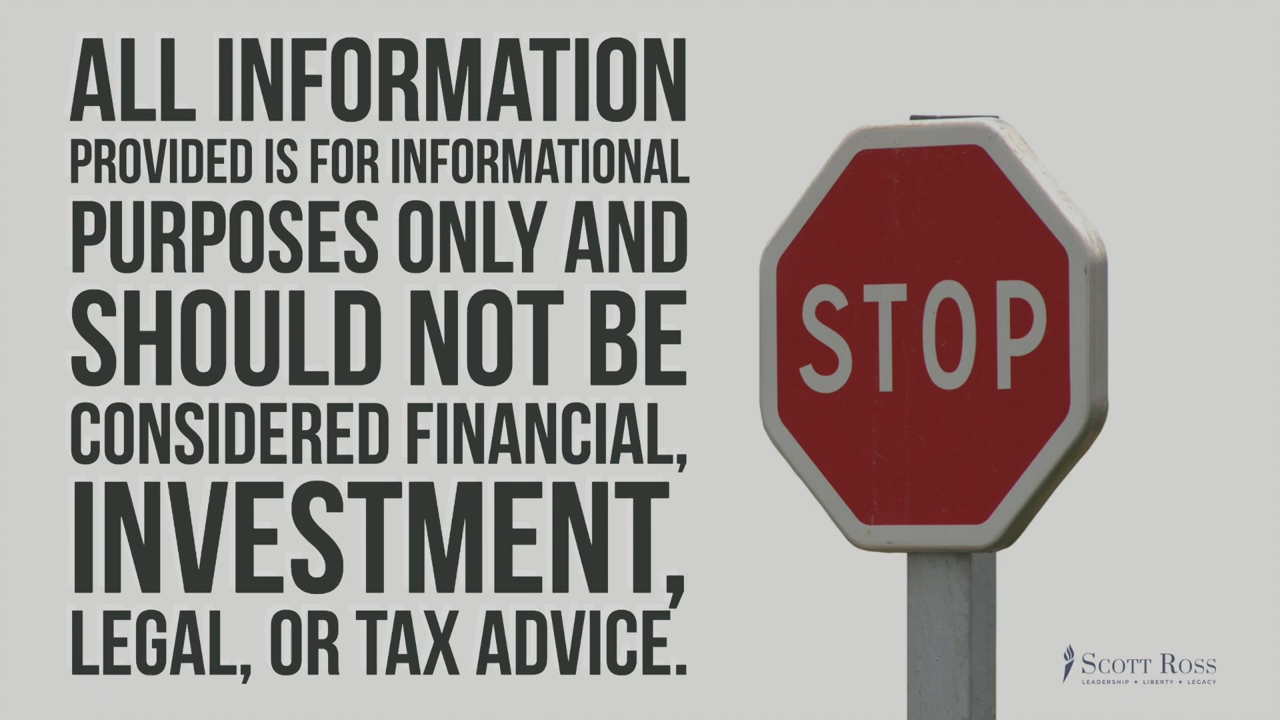 ALL INFORMATION
PROVIDED IS FOR INFORMATIONAL
PURPOSES ONLY AND
SHOULD NOT BE
CONSIDERED FINANCIAL,
INVESTMENT,
LEGAL, OR TAX ADVICE.
STOP
SCOTT ROSS
LEADERSHIP • LIBERTY • LEGACY